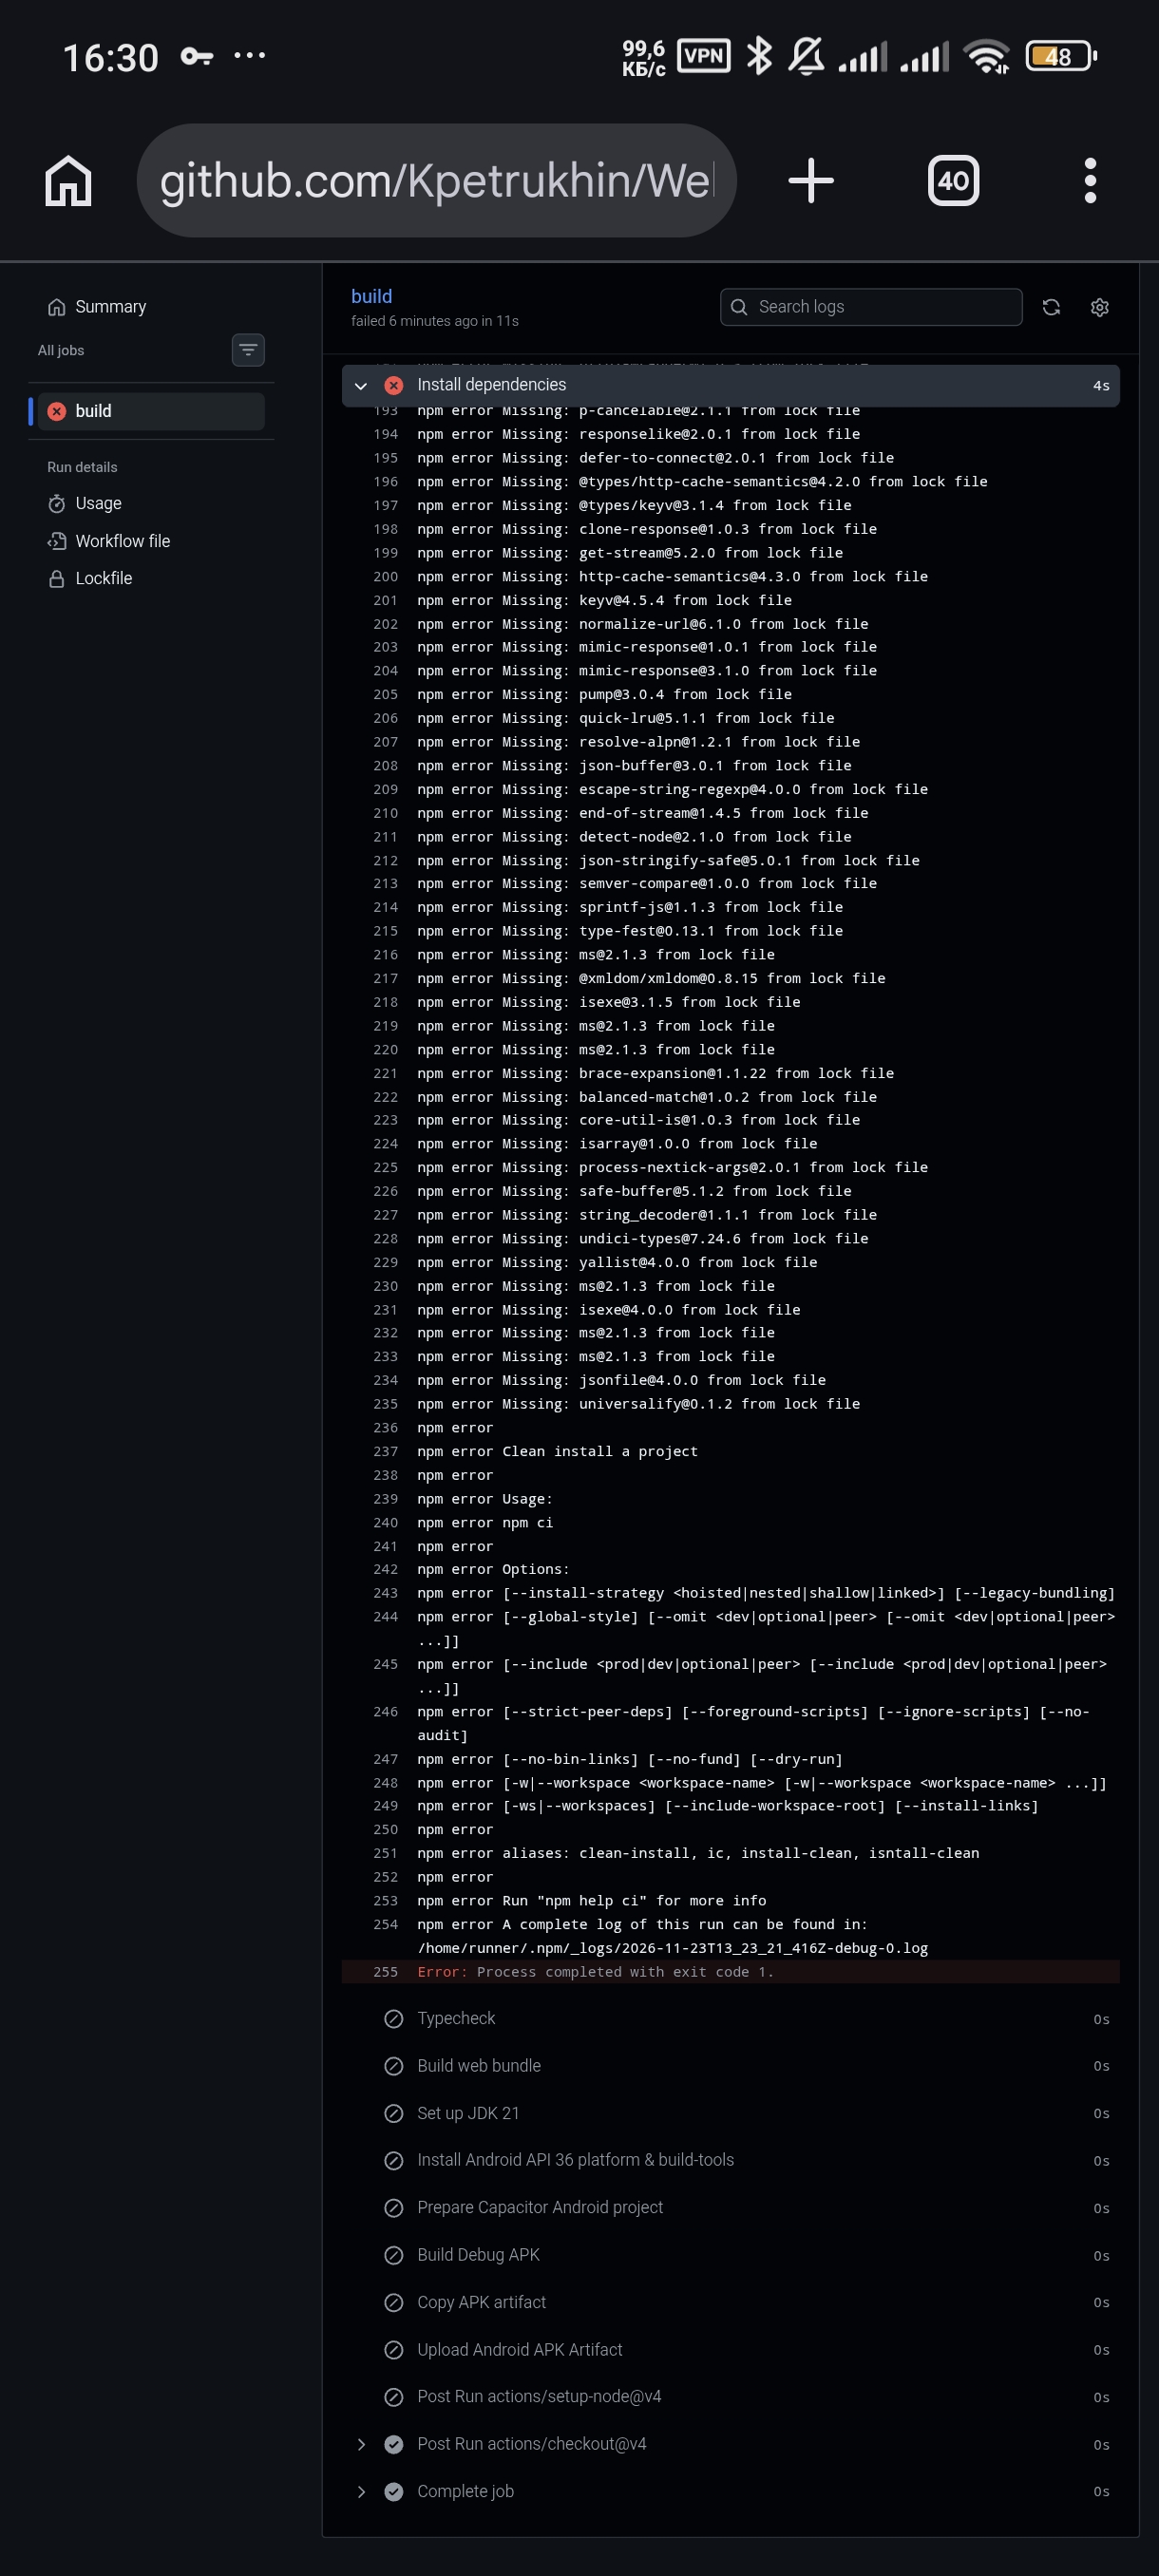 16:30
99,6
КБ/с
VPN
48
github.com/Kpetrukhin/We
40
Summary
All jobs
build
Run details
Usage
Workflow file
Lockfile
build
failed 6 minutes ago in 11s
Search logs
Install dependencies
4s
193 npm error Missing: p-cancelable@2.1.1 from lock file
194 npm error Missing: responselike@2.0.1 from lock file
195 npm error Missing: defer-to-connect@2.0.1 from lock file
196 npm error Missing: @types/http-cache-semantics@4.2.0 from lock file
197 npm error Missing: @types/keyv@3.1.4 from lock file
198 npm error Missing: clone-response@1.0.3 from lock file
199 npm error Missing: get-stream@5.2.0 from lock file
200 npm error Missing: http-cache-semantics@4.3.0 from lock file
201 npm error Missing: keyv@4.5.4 from lock file
202 npm error Missing: normalize-url@6.1.0 from lock file
203 npm error Missing: mimic-response@1.0.1 from lock file
204 npm error Missing: mimic-response@3.1.0 from lock file
205 npm error Missing: pump@3.0.4 from lock file
206 npm error Missing: quick-lru@5.1.1 from lock file
207 npm error Missing: resolve-alpn@1.2.1 from lock file
208 npm error Missing: json-buffer@3.0.1 from lock file
209 npm error Missing: escape-string-regexp@4.0.0 from lock file
210 npm error Missing: end-of-stream@1.4.5 from lock file
211 npm error Missing: detect-node@2.1.0 from lock file
212 npm error Missing: json-stringify-safe@5.0.1 from lock file
213 npm error Missing: semver-compare@1.0.0 from lock file
214 npm error Missing: sprintf-js@1.1.3 from lock file
215 npm error Missing: type-fest@0.13.1 from lock file
216 npm error Missing: ms@2.1.3 from lock file
217 npm error Missing: @xmldom/xmldom@0.8.15 from lock file
218 npm error Missing: isexe@3.1.5 from lock file
219 npm error Missing: ms@2.1.3 from lock file
220 npm error Missing: ms@2.1.3 from lock file
221 npm error Missing: brace-expansion@1.1.22 from lock file
222 npm error Missing: balanced-match@1.0.2 from lock file
223 npm error Missing: core-util-is@1.0.3 from lock file
224 npm error Missing: isarray@1.0.0 from lock file
225 npm error Missing: process-nextick-args@2.0.1 from lock file
226 npm error Missing: safe-buffer@5.1.2 from lock file
227 npm error Missing: string_decoder@1.1.1 from lock file
228 npm error Missing: undici-types@7.24.6 from lock file
229 npm error Missing: yallist@4.0.0 from lock file
230 npm error Missing: ms@2.1.3 from lock file
231 npm error Missing: isexe@4.0.0 from lock file
232 npm error Missing: ms@2.1.3 from lock file
233 npm error Missing: ms@2.1.3 from lock file
234 npm error Missing: jsonfile@4.0.0 from lock file
235 npm error Missing: universalify@0.1.2 from lock file
236 npm error
237 npm error Clean install a project
238 npm error
239 npm error Usage:
240 npm error npm ci
241 npm error
242 npm error Options:
243 npm error [--install-strategy <hoisted|nested|shallow|linked>] [--legacy-bundling]
244 npm error [--global-style] [--omit <dev|optional|peer> [--omit <dev|optional|peer>
...]]
245 npm error [--include <prod|dev|optional|peer> [--include <prod|dev|optional|peer>
...]]
246 npm error [--strict-peer-deps] [--foreground-scripts] [--ignore-scripts] [--no-
audit]
247 npm error [--no-bin-links] [--no-fund] [--dry-run]
248 npm error [-w|--workspace <workspace-name> [-w|--workspace <workspace-name> ...]]
249 npm error [-ws|--workspaces] [--include-workspace-root] [--install-links]
250 npm error
251 npm error aliases: clean-install, ic, install-clean, isntall-clean
252 npm error
253 npm error Run "npm help ci" for more info
254 npm error A complete log of this run can be found in:
/home/runner/.npm/_logs/2026-11-23T13_23_21_416Z-debug-0.log
255 Error: Process completed with exit code 1.
Typecheck 0s
Build web bundle 0s
Set up JDK 21 0s
Install Android API 36 platform & build-tools 0s
Prepare Capacitor Android project 0s
Build Debug APK 0s
Copy APK artifact 0s
Upload Android APK Artifact 0s
Post Run actions/setup-node@v4 0s
Post Run actions/checkout@v4 0s
Complete job 0s